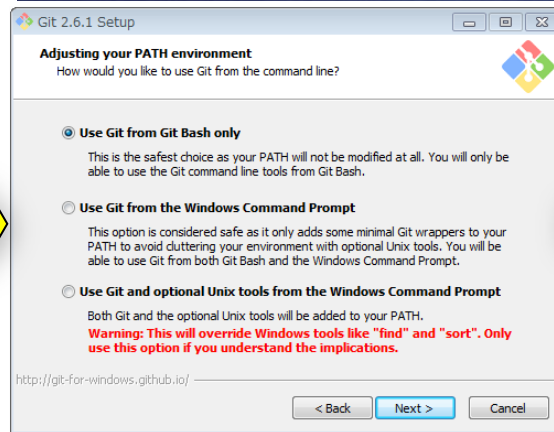 Git 2.6.1 Setup
Adjusting your PATH environment
How would you like to use Git from the command line?
Use Git from Git Bash only
This is the safest choice as your PATH will not be modified at all. You will only be
able to use the Git command line tools from Git Bash.
Use Git from the Windows Command Prompt
This option is considered safe as it only adds some minimal Git wrappers to your
PATH to avoid cluttering your environment with optional Unix tools. You will be
able to use Git from both Git Bash and the Windows Command Prompt.
Use Git and optional Unix tools from the Windows Command Prompt
Both Git and the optional Unix tools will be added to your PATH.
Warning: This will override Windows tools like "find" and "sort". Only
use this option if you understand the implications.
http://git-for-windows.github.io/
< Back Next > Cancel